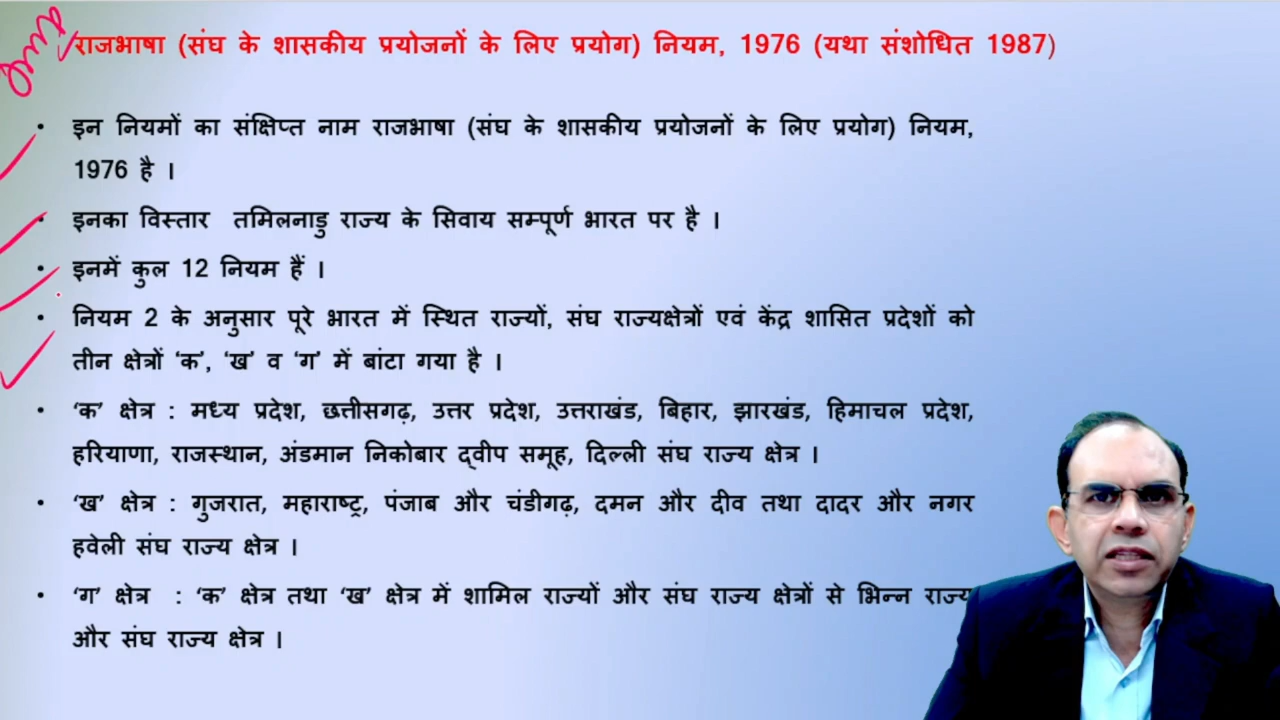 राजभाषा (संघ के शासकीय प्रयोजनों के लिए प्रयोग) नियम, 1976 (यथा संशोधित 1987)
• इन नियमों का संक्षिप्त नाम राजभाषा (संघ के शासकीय प्रयोजनों के लिए प्रयोग) नियम,
1976 है ।
• इनका विस्तार तमिलनाडु राज्य के सिवाय सम्पूर्ण भारत पर है ।
• इनमें कुल 12 नियम हैं ।
• नियम 2 के अनुसार पूरे भारत में स्थित राज्यों, संघ राज्यक्षेत्रों एवं केंद्र शासित प्रदेशों को
तीन क्षेत्रों ‘क’, ‘ख’ व ‘ग’ में बांटा गया है ।
• ‘क’ क्षेत्र : मध्य प्रदेश, छत्तीसगढ़, उत्तर प्रदेश, उत्तराखंड, बिहार, झारखंड, हिमाचल प्रदेश,
हरियाणा, राजस्थान, अंडमान निकोबार द्वीप समूह, दिल्ली संघ राज्य क्षेत्र ।
• ‘ख’ क्षेत्र : गुजरात, महाराष्ट्र, पंजाब और चंडीगढ़, दमन और दीव तथा दादर और नगर
हवेली संघ राज्य क्षेत्र ।
• ‘ग’ क्षेत्र : ‘क’ क्षेत्र तथा ‘ख’ क्षेत्र में शामिल राज्यों और संघ राज्य क्षेत्रों से भिन्न राज्य
और संघ राज्य क्षेत्र ।